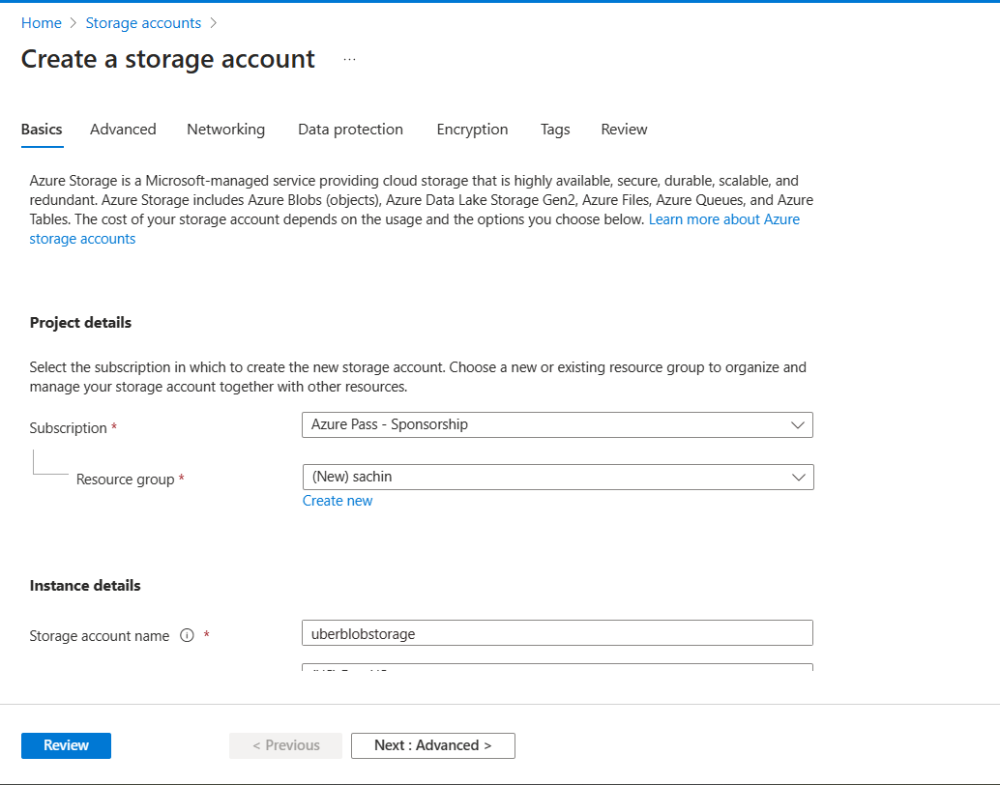 Home > Storage accounts >
Create a storage account ...
Basics Advanced Networking Data protection Encryption Tags Review
Azure Storage is a Microsoft-managed service providing cloud storage that is highly available, secure, durable, scalable, and
redundant. Azure Storage includes Azure Blobs (objects), Azure Data Lake Storage Gen2, Azure Files, Azure Queues, and Azure
Tables. The cost of your storage account depends on the usage and the options you choose below. Learn more about Azure
storage accounts
Project details
Select the subscription in which to create the new storage account. Choose a new or existing resource group to organize and
manage your storage account together with other resources.
Subscription * Azure Pass - Sponsorship
Resource group * (New) sachin
Create new
Instance details
Storage account name * uberblobstorage
Review < Previous Next : Advanced >